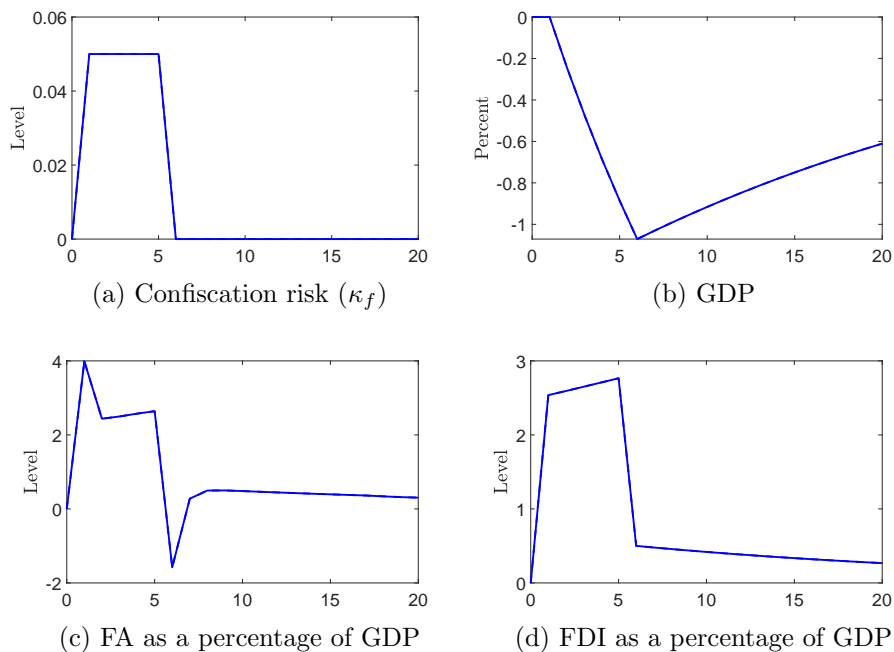 0.06
0.04
0.02
0
Level
0 5 10 15 20
(a) Confiscation risk (κ_f)
0
-0.2
-0.4
-0.6
-0.8
-1
Percent
0 5 10 15 20
(b) GDP
4
2
0
-2
Level
0 5 10 15 20
(c) FA as a percentage of GDP
3
2
1
0
Level
0 5 10 15 20
(d) FDI as a percentage of GDP